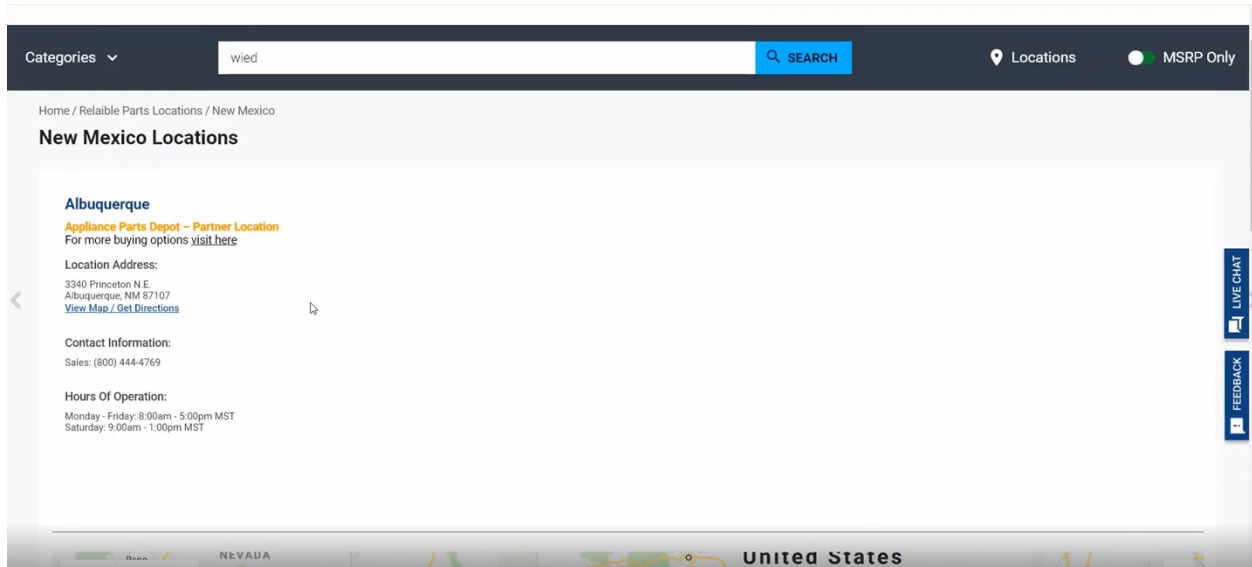 Categories
wied
SEARCH
Locations
MSRP Only
Home / Relaible Parts Locations / New Mexico
New Mexico Locations
Albuquerque
Appliance Parts Depot – Partner Location
For more buying options visit here
Location Address:
3340 Princeton N.E.
Albuquerque, NM 87107
View Map / Get Directions
Contact Information:
Sales: (800) 444-4769
Hours Of Operation:
Monday - Friday: 8:00am - 5:00pm MST
Saturday: 9:00am - 1:00pm MST
LIVE CHAT
FEEDBACK
NEVADA
United States